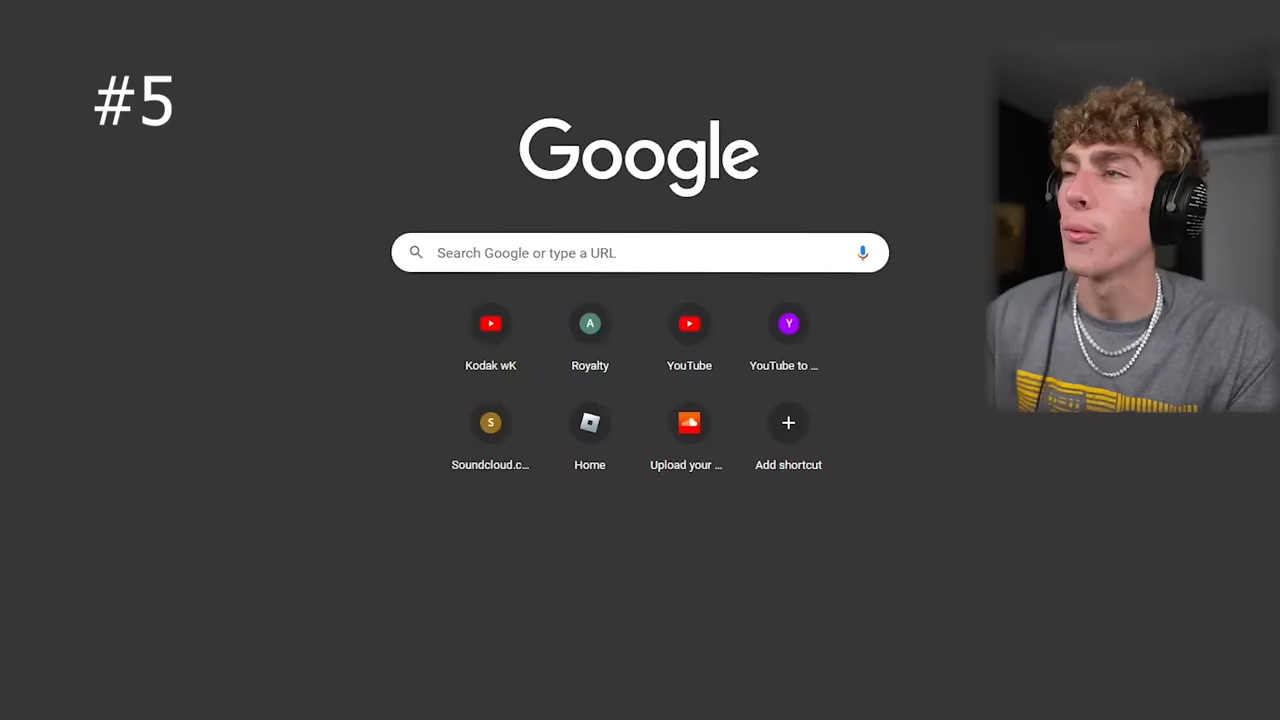 #5
Google
Search Google or type a URL
A
Y
Kodak wK
Royalty
YouTube
YouTube to ...
S
Soundcloud.c...
Home
Upload your ...
Add shortcut